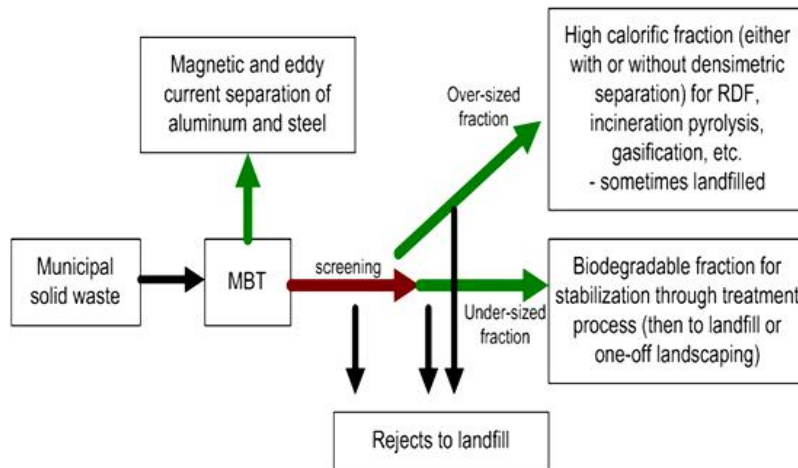 Magnetic and eddy
current separation of
aluminum and steel
High calorific fraction (either
with or without densimetric
separation) for RDF,
incineration pyrolysis,
gasification, etc.
- sometimes landfilled
Over-sized
fraction
Municipal
solid waste
MBT
screening
Under-sized
fraction
Biodegradable fraction for
stabilization through treatment
process (then to landfill or
one-off landscaping)
Rejects to landfill